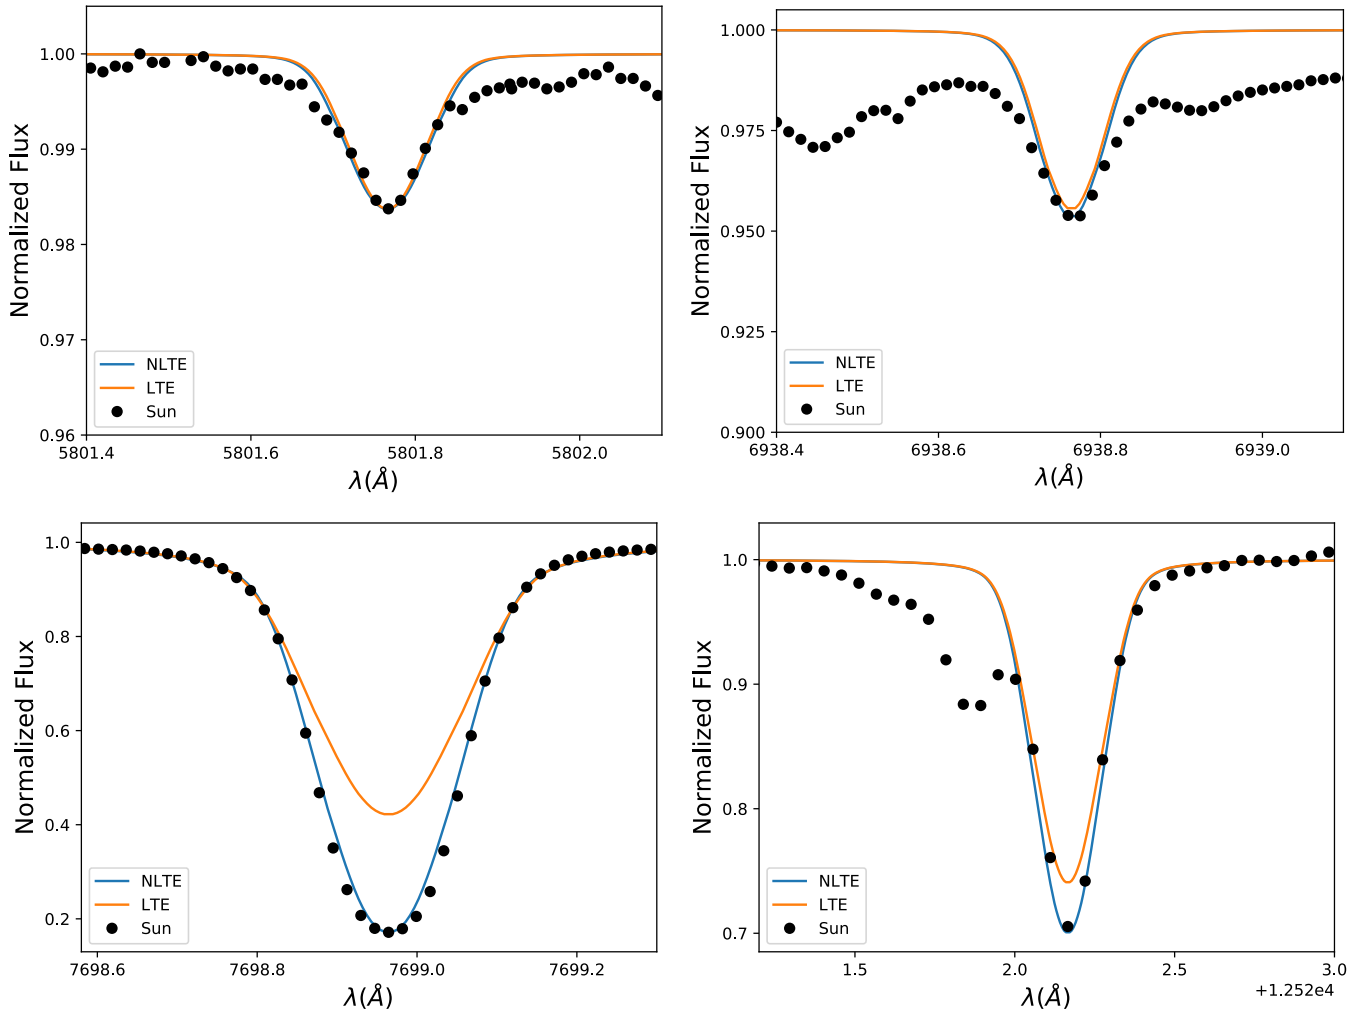 Normalized Flux
1.00
0.99
0.98
0.97
0.96
NLTE
LTE
Sun
5801.4
5801.6
5801.8
5802.0
λ(Å)
Normalized Flux
1.000
0.975
0.950
0.925
0.900
NLTE
LTE
Sun
6938.4
6938.6
6938.8
6939.0
λ(Å)
Normalized Flux
1.0
0.8
0.6
0.4
0.2
NLTE
LTE
Sun
7698.6
7698.8
7699.0
7699.2
λ(Å)
Normalized Flux
1.0
0.9
0.8
0.7
NLTE
LTE
Sun
1.5
2.0
2.5
3.0
+1.252e4
λ(Å)